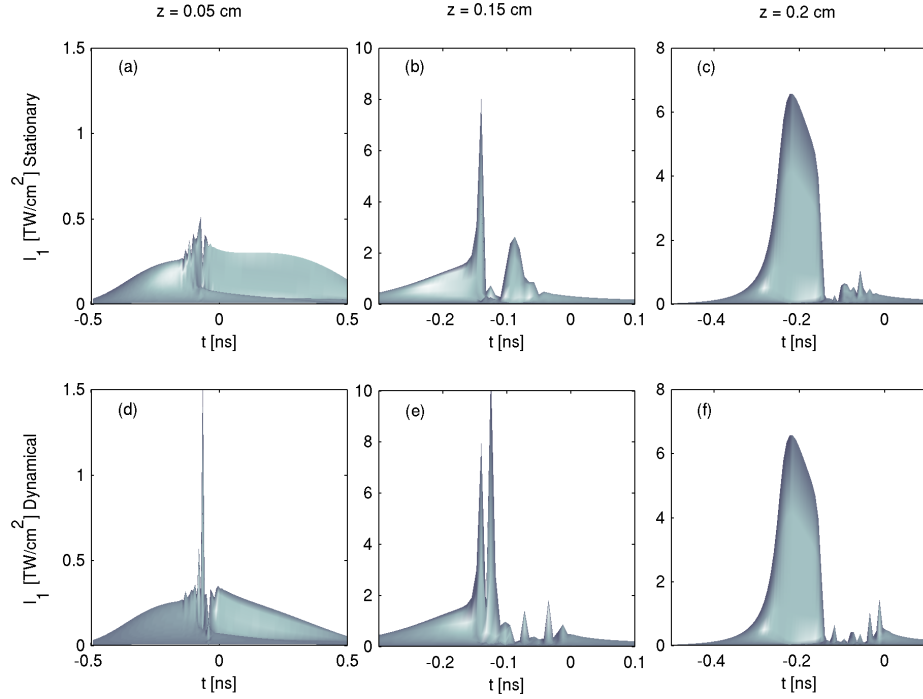 z = 0.05 cm
z = 0.15 cm
z = 0.2 cm
(a)
(b)
(c)
I1 [TW/cm2] Stationary
1.5
1
0.5
0
10
8
6
4
2
0
8
6
4
2
0
-0.5
0
0.5
-0.2
-0.1
0
0.1
-0.4
-0.2
0
t [ns]
t [ns]
t [ns]
(d)
(e)
(f)
I1 [TW/cm2] Dynamical
1.5
1
0.5
0
10
8
6
4
2
0
8
6
4
2
0
-0.5
0
0.5
-0.2
-0.1
0
0.1
-0.4
-0.2
0
t [ns]
t [ns]
t [ns]